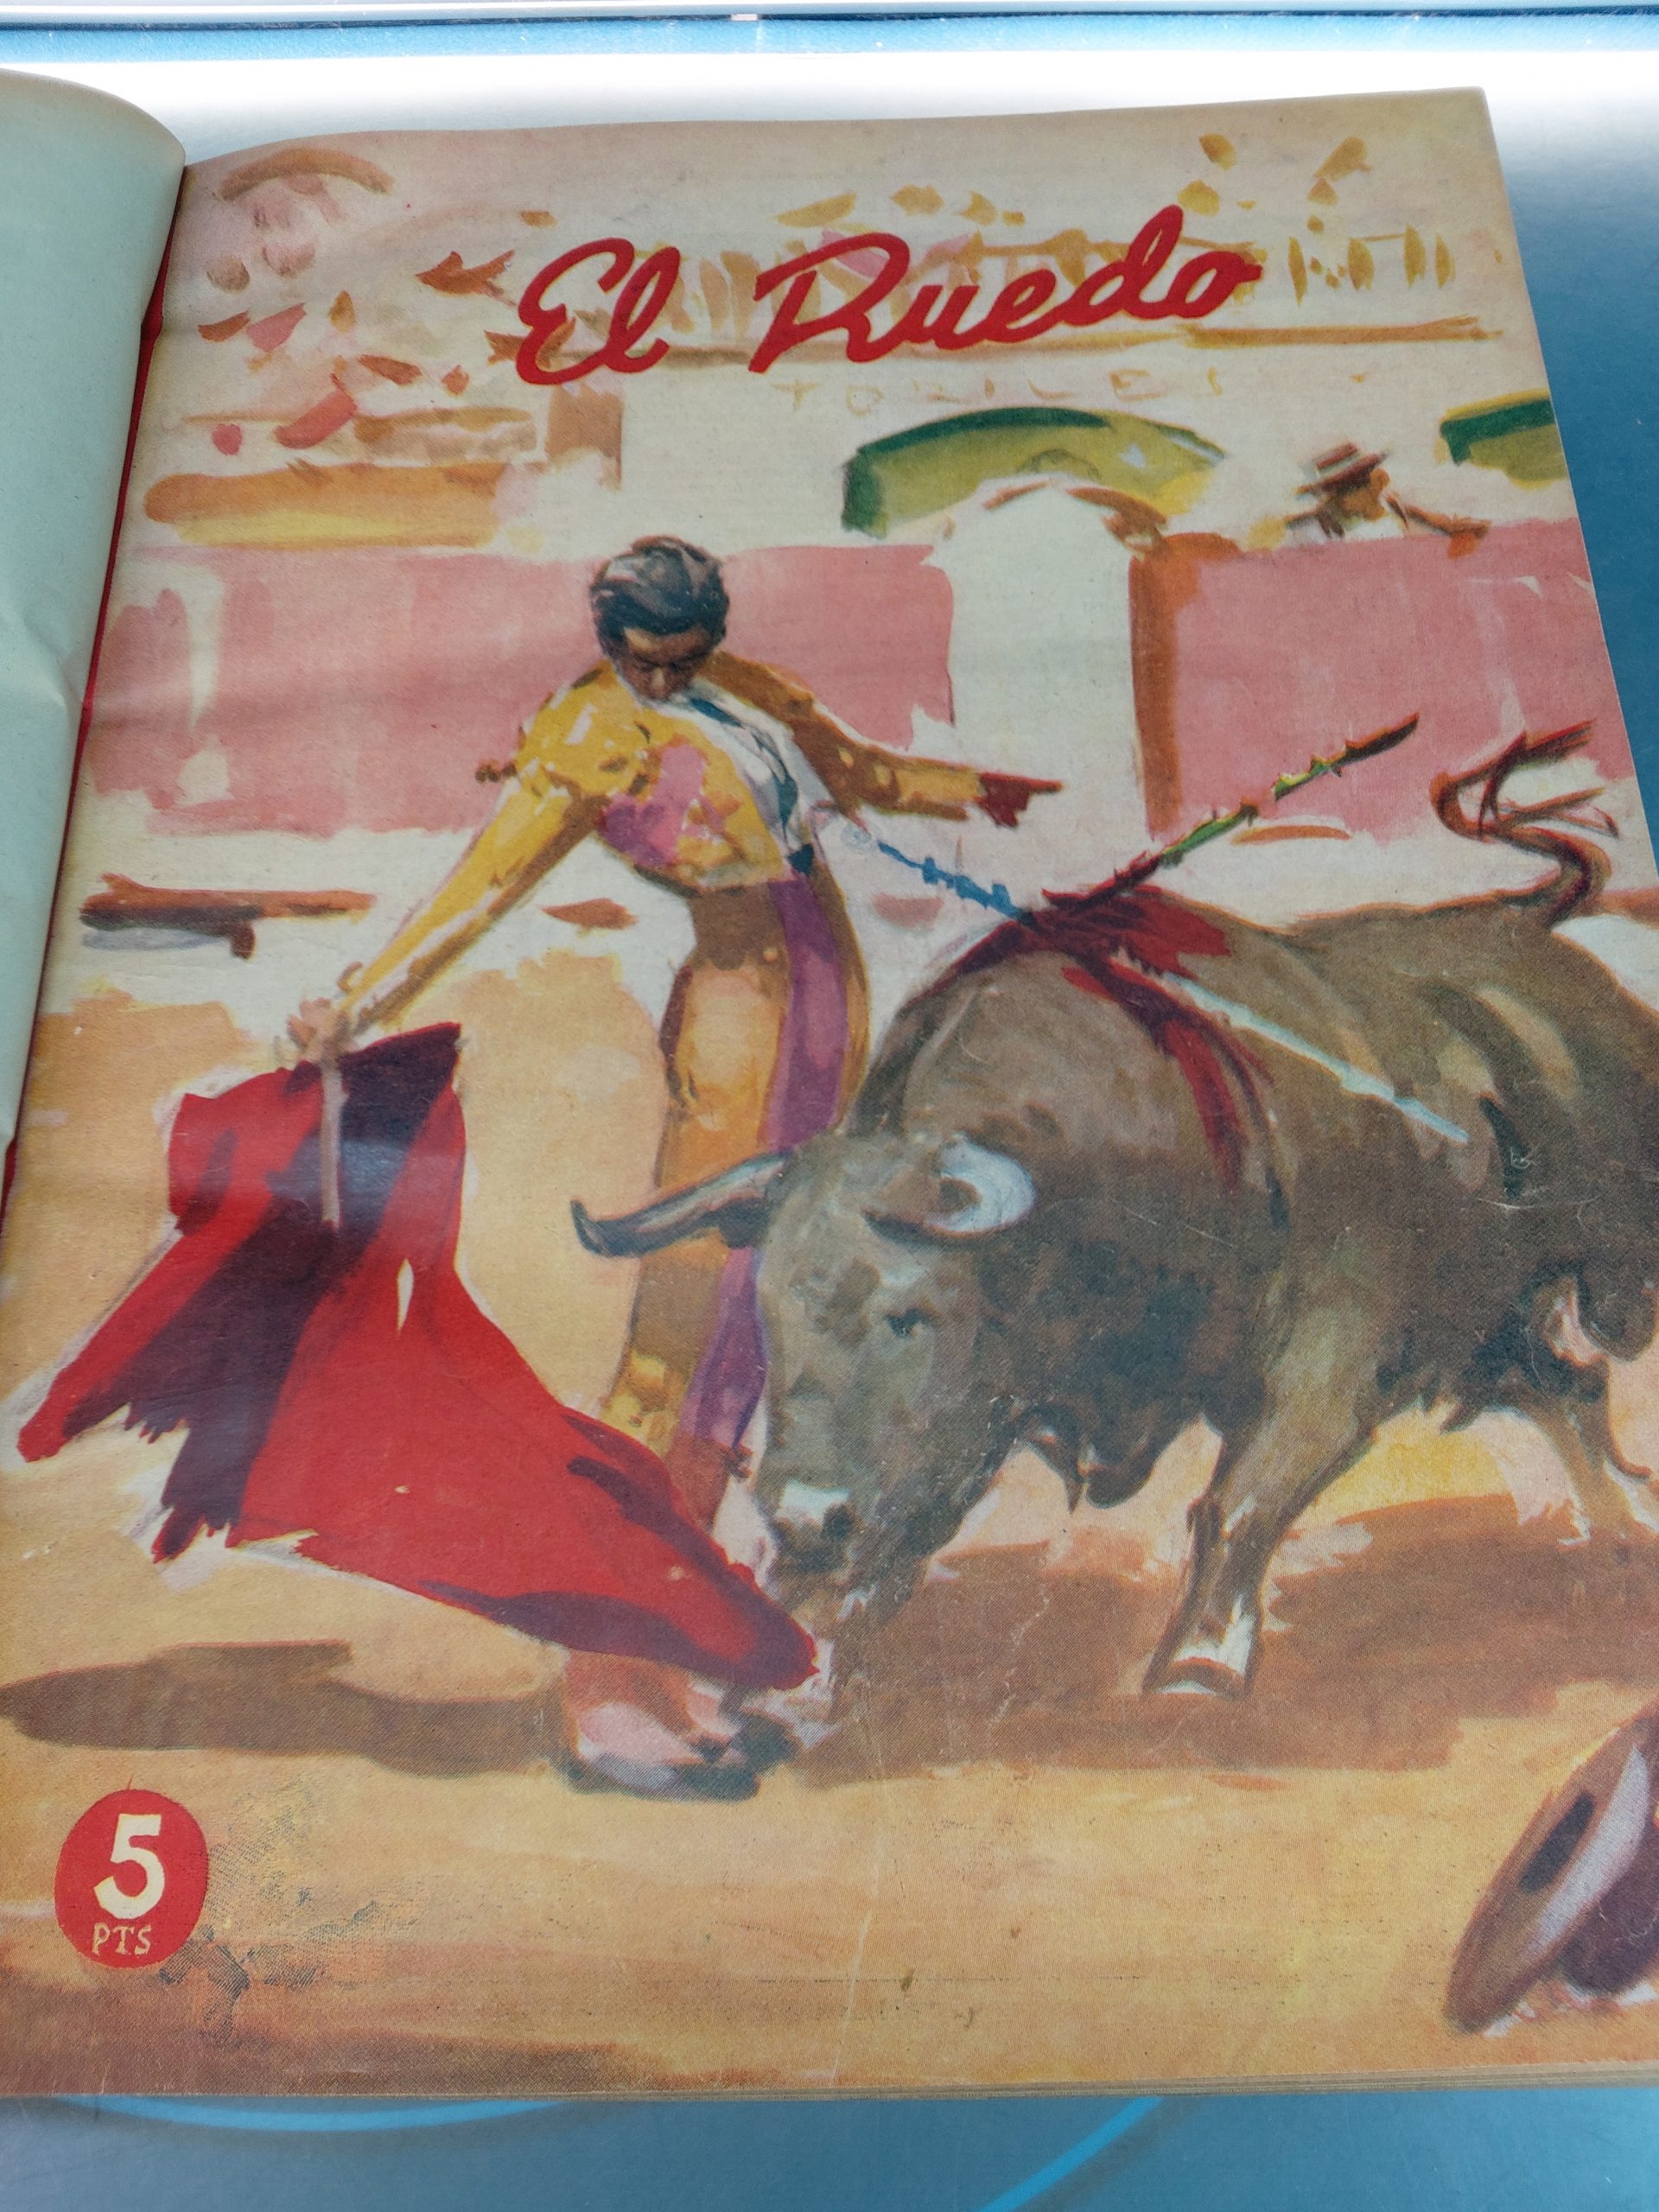 El Ruedo
TORILES
5
PTS